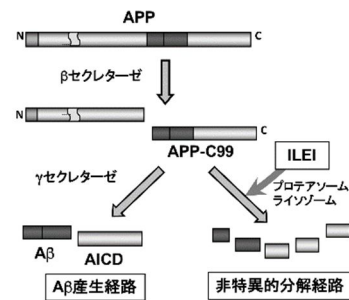 APP
N
C
βセクレターゼ
N
C
APP-C99
ILEI
γセクレターゼ
プロテアソーム
ライソゾーム
Aβ
AICD
Aβ産生経路
非特異的分解経路